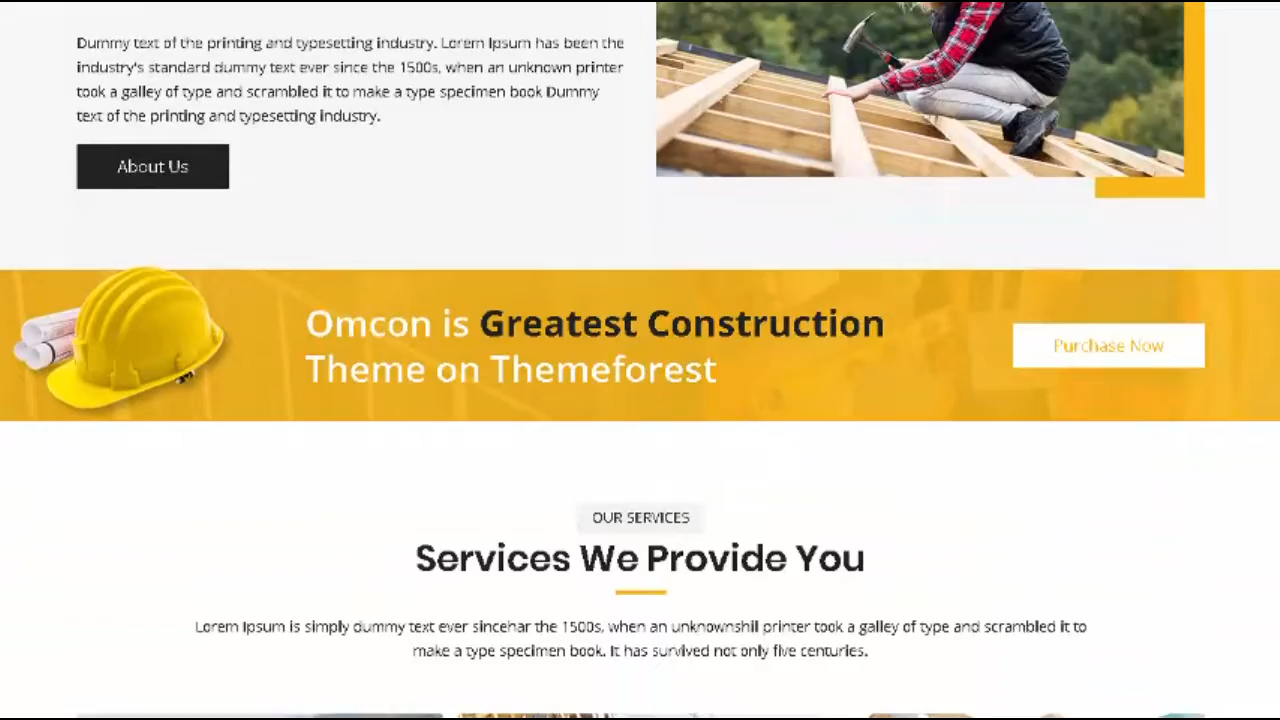 Dummy text of the printing and typesetting industry. Lorem Ipsum has been the
industry's standard dummy text ever since the 1500s, when an unknown printer
took a galley of type and scrambled it to make a type specimen book Dummy
text of the printing and typesetting industry.
About Us
Omcon is Greatest Construction
Theme on Themeforest
Purchase Now
OUR SERVICES
Services We Provide You
Lorem Ipsum is simply dummy text ever sincehar the 1500s, when an unknownshil printer took a galley of type and scrambled it to
make a type specimen book. It has survived not only five centuries.